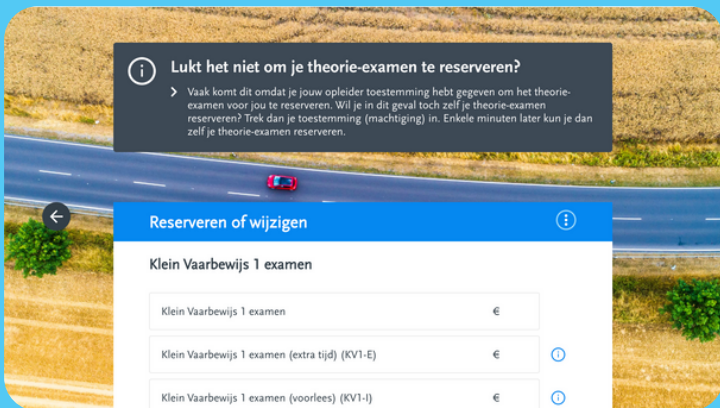 Lukt het niet om je theorie-examen te reserveren?
Vaak komt dit omdat je jouw opleider toestemming hebt gegeven om het theorie-
examen voor jou te reserveren. Wil je in dit geval toch zelf je theorie-examen
reserveren? Trek dan je toestemming (machtiging) in. Enkele minuten later kun je dan
zelf je theorie-examen reserveren.
Reserveren of wijzigen
Klein Vaarbewijs 1 examen
Klein Vaarbewijs 1 examen €
Klein Vaarbewijs 1 examen (extra tijd) (KV1-E) €
Klein Vaarbewijs 1 examen (voorlees) (KV1-I) €